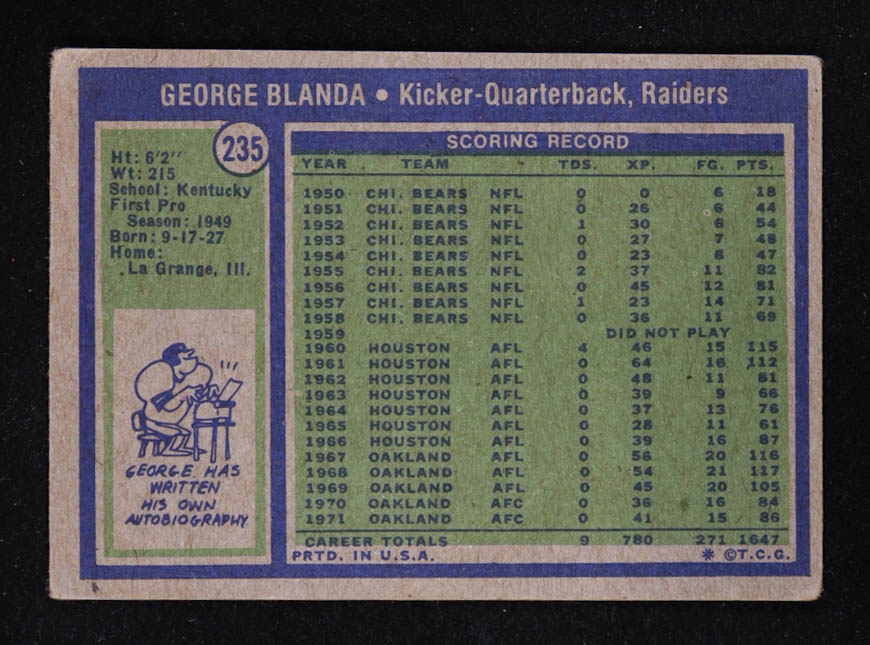 GEORGE BLANDA • Kicker-Quarterback, Raiders
235
Ht: 6'2"
Wt: 215
School: Kentucky
First Pro
Season: 1949
Born: 9-17-27
Home:
La Grange, Ill.
GEORGE HAS
WRITTEN
HIS OWN
AUTOBIOGRAPHY.
SCORING RECORD
YEAR TEAM TDS. XP. FG. PTS.
1950 CHI. BEARS NFL 0 0 6 18
1951 CHI. BEARS NFL 0 26 6 44
1952 CHI. BEARS NFL 1 30 6 54
1953 CHI. BEARS NFL 0 27 7 48
1954 CHI. BEARS NFL 0 23 8 47
1955 CHI. BEARS NFL 2 37 11 82
1956 CHI. BEARS NFL 0 45 12 81
1957 CHI. BEARS NFL 1 23 14 71
1958 CHI. BEARS NFL 0 36 11 69
1959 DID NOT PLAY
1960 HOUSTON AFL 4 46 15 115
1961 HOUSTON AFL 0 64 16 112
1962 HOUSTON AFL 0 48 11 81
1963 HOUSTON AFL 0 39 9 66
1964 HOUSTON AFL 0 37 13 76
1965 HOUSTON AFL 0 28 11 61
1966 HOUSTON AFL 0 39 16 87
1967 OAKLAND AFL 0 56 20 116
1968 OAKLAND AFL 0 54 21 117
1969 OAKLAND AFL 0 45 20 105
1970 OAKLAND AFC 0 36 16 84
1971 OAKLAND AFC 0 41 15 86
CAREER TOTALS 9 780 271 1647
PRTD. IN U.S.A. * ©T.C.G.